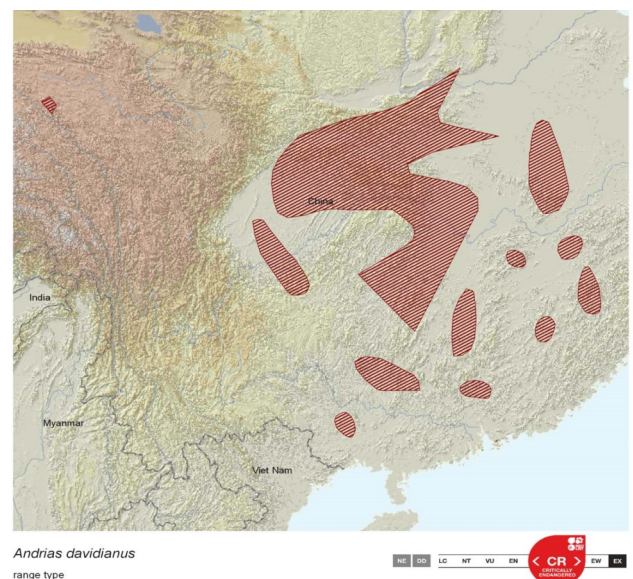 China
India
Myanmar
Viet Nam
Andrias davidianus
range type
NE DD LC NT VU EN < CR > EW EX
CRITICALLY
ENDANGERED